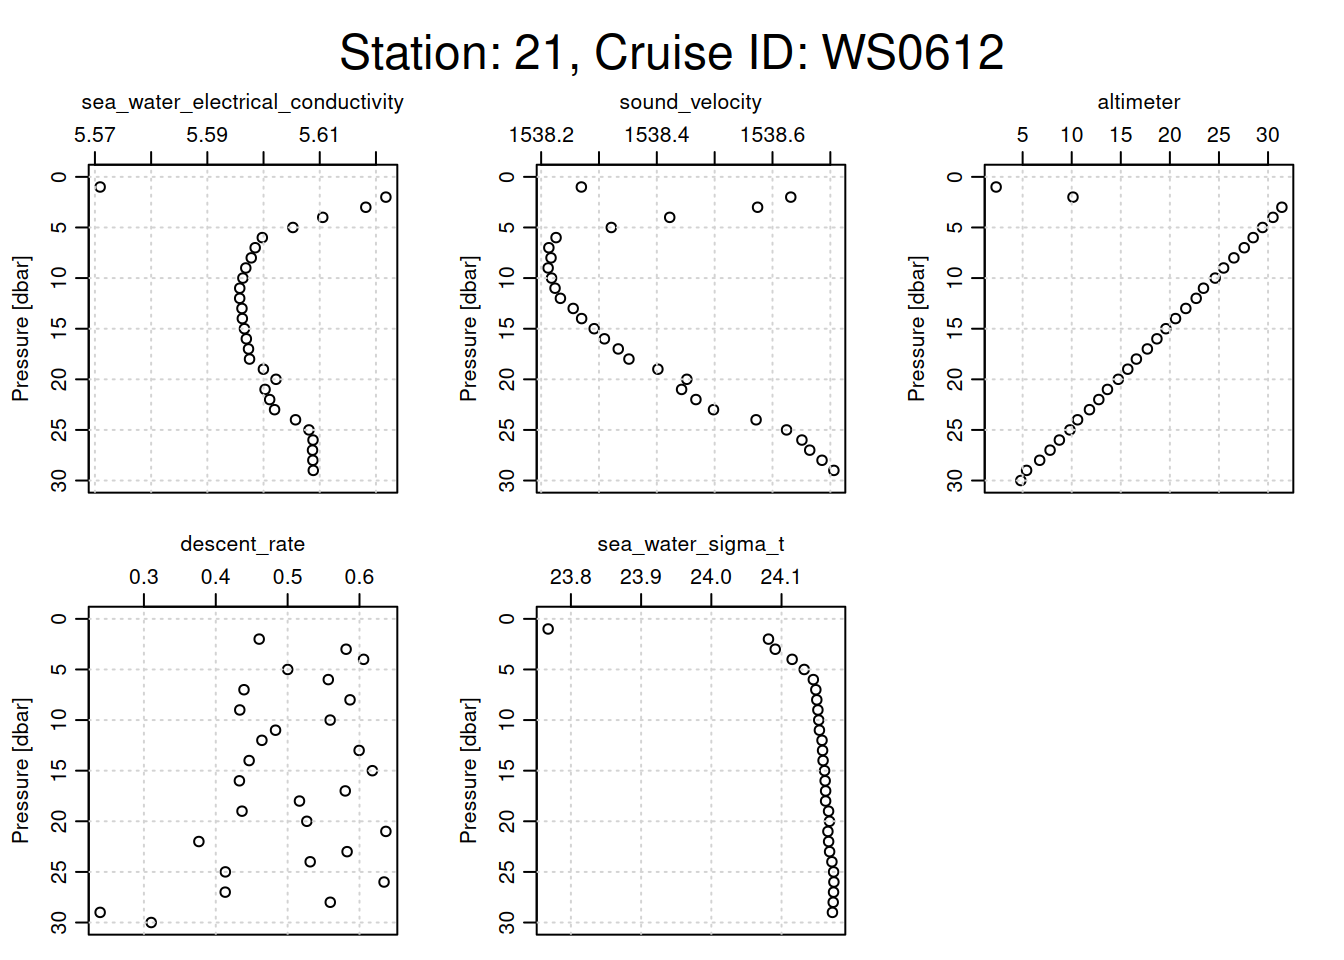 Station: 21, Cruise ID: WS0612
sea_water_electrical_conductivity
5.57 5.59 5.61
Pressure [dbar]
0 5 10 15 20 25 30
sound_velocity
1538.2 1538.4 1538.6
Pressure [dbar]
0 5 10 15 20 25 30
altimeter
5 10 15 20 25 30
Pressure [dbar]
0 5 10 15 20 25 30
descent_rate
0.3 0.4 0.5 0.6
Pressure [dbar]
0 5 10 15 20 25 30
sea_water_sigma_t
23.8 23.9 24.0 24.1
Pressure [dbar]
0 5 10 15 20 25 30